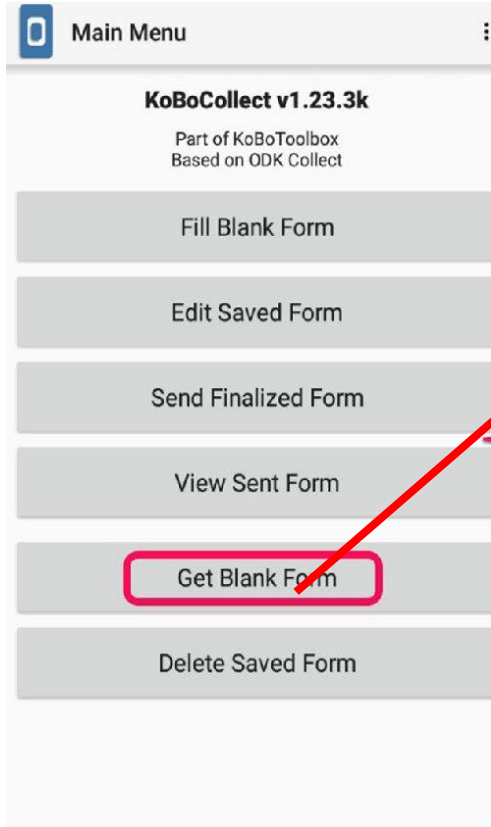 Main Menu
KoBoCollect v1.23.3k
Part of KoBoToolbox
Based on ODK Collect
Fill Blank Form
Edit Saved Form
Send Finalized Form
View Sent Form
Get Blank Form
Delete Saved Form